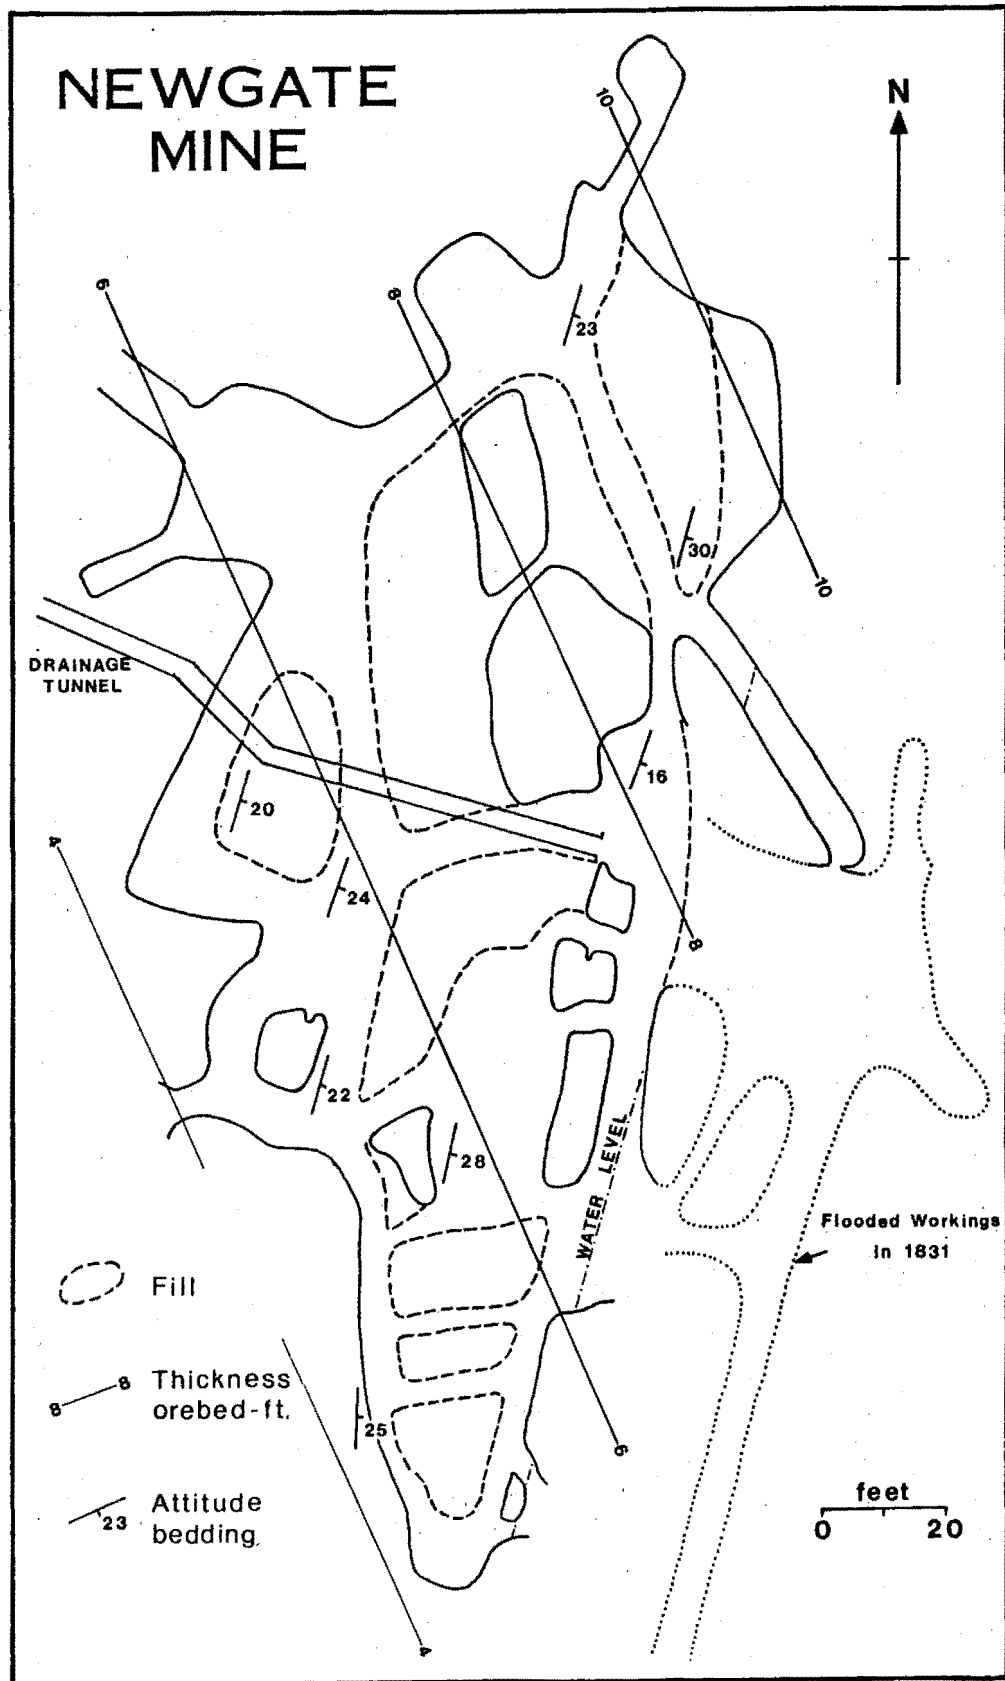 NEWGATE
MINE
N
10
6
8
23
30
10
DRAINAGE
TUNNEL
16
20
4
24
8
22
28
WATER LEVEL
Flooded Workings
in 1831
Fill
8 8 Thickness
orebed-ft.
25
6
23 Attitude
bedding
feet
0 20
4